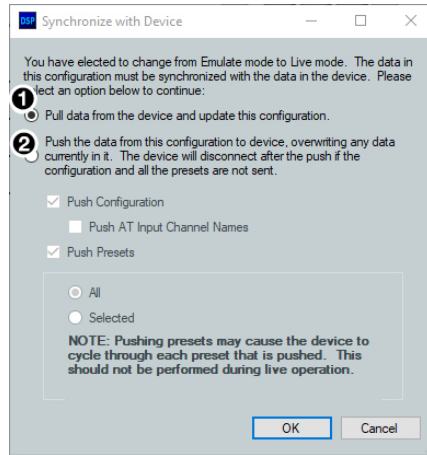 DSP Synchronize with Device
You have elected to change from Emulate mode to Live mode. The data in
this configuration must be synchronized with the data in the device. Please
select an option below to continue:
1
Pull data from the device and update this configuration.
2
Push the data from this configuration to device, overwriting any data
currently in it. The device will disconnect after the push if the
configuration and all the presets are not sent.
Push Configuration
Push AT Input Channel Names
Push Presets
All
Selected
NOTE: Pushing presets may cause the device to
cycle through each preset that is pushed. This
should not be performed during live operation.
OK Cancel